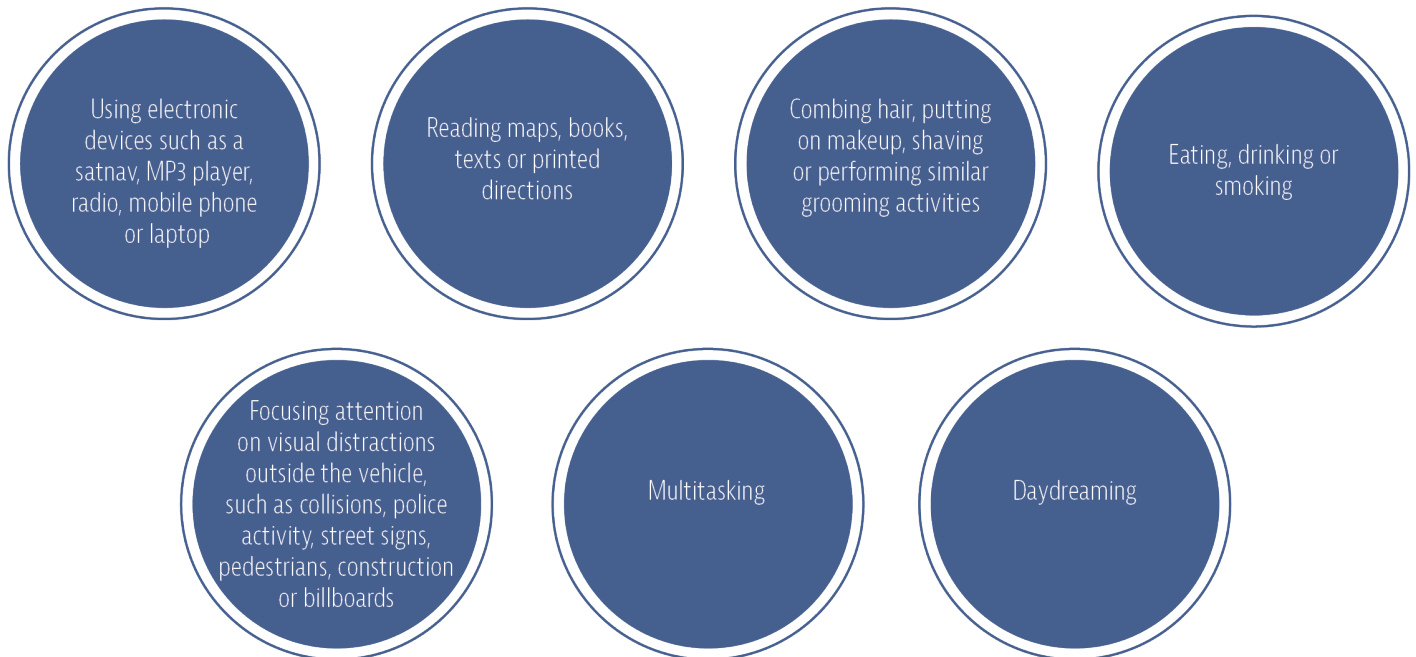 Using electronic
devices such as a
satnav, MP3 player,
radio, mobile phone
or laptop
Reading maps, books,
texts or printed
directions
Combing hair, putting
on makeup, shaving
or performing similar
grooming activities
Eating, drinking or
smoking
Focusing attention
on visual distractions
outside the vehicle,
such as collisions, police
activity, street signs,
pedestrians, construction
or billboards
Multitasking
Daydreaming